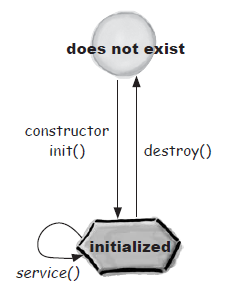 does not exist
constructor
init()
destroy()
initialized
service()